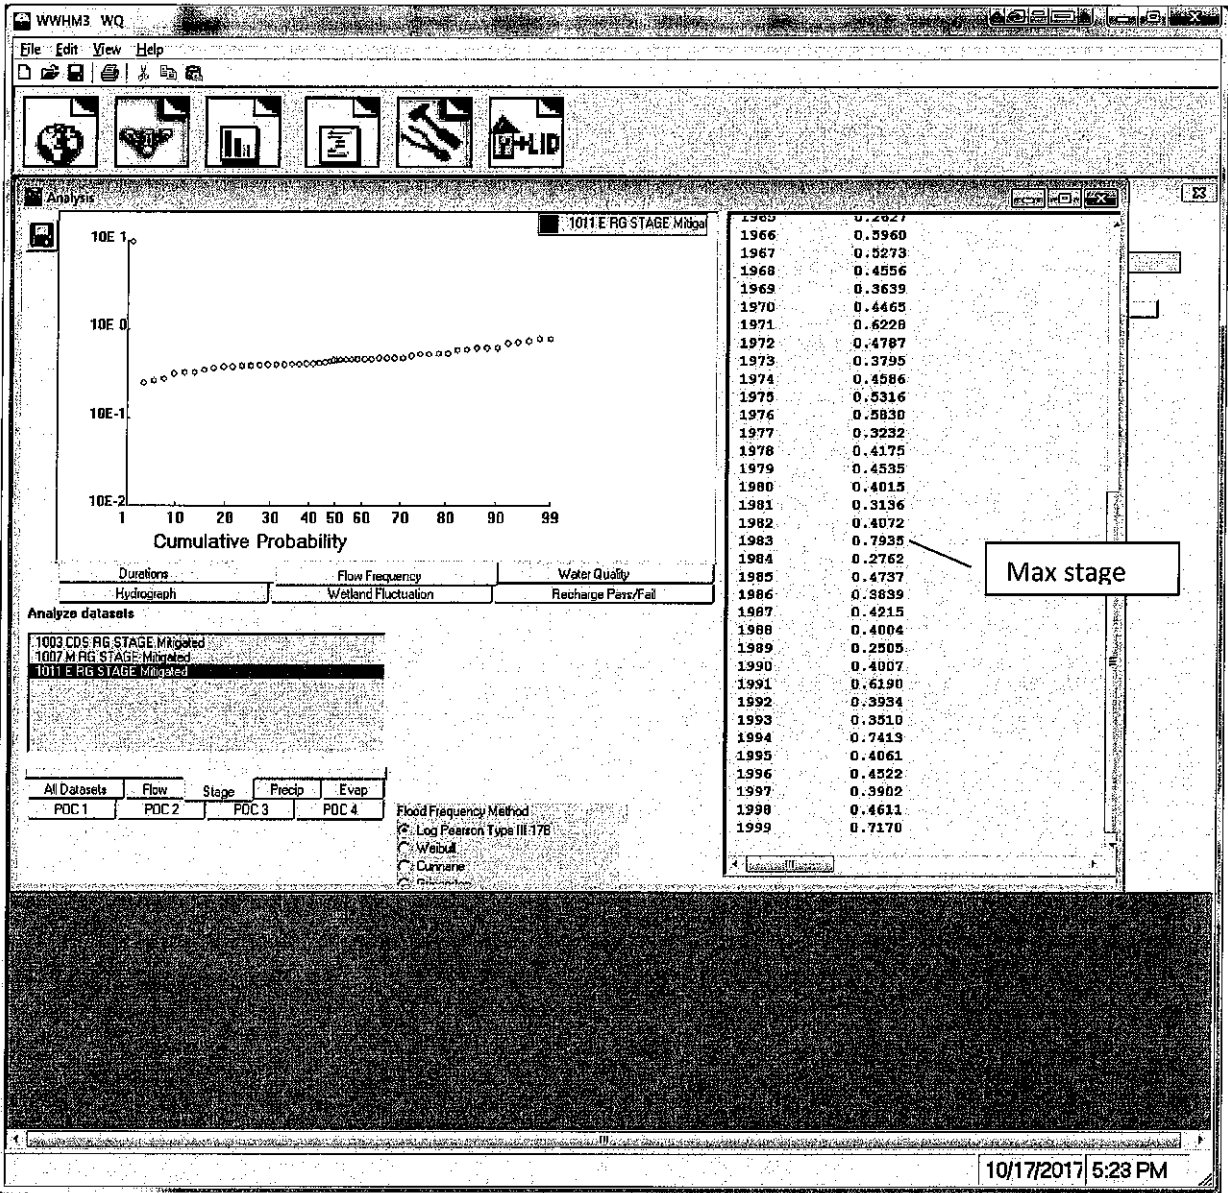 WWHM3 WQ
File Edit View Help
+LID
Analysis
1011 E RG STAGE Mitigat
10E 1
10E 0
10E-1
10E-2
1 10 20 30 40 50 60 70 80 90 99
Cumulative Probability
Durations Flow Frequency Water Quality
Hydrograph Wetland Fluctuation Recharge Pass/Fail
Analyze datasets
1003 CDS RG STAGE Mitigated
1007 M RG STAGE Mitigated
1011 E RG STAGE Mitigated
All Datasets Flow Stage Precip Evap
POC 1 POC 2 POC 3 POC 4
Flood Frequency Method
Log Pearson Type III 17B
Weibull
Cunnane
1965 0.2627
1966 0.5960
1967 0.5273
1968 0.4556
1969 0.3639
1970 0.4465
1971 0.6228
1972 0.4787
1973 0.3795
1974 0.4586
1975 0.5316
1976 0.5830
1977 0.3232
1978 0.4175
1979 0.4535
1980 0.4015
1981 0.3136
1982 0.4072
1983 0.7935
1984 0.2762
1985 0.4737
1986 0.3839
1987 0.4215
1988 0.4004
1989 0.2505
1990 0.4007
1991 0.6190
1992 0.3934
1993 0.3510
1994 0.7413
1995 0.4061
1996 0.4522
1997 0.3902
1998 0.4611
1999 0.7170
Max stage
10/17/2017 5:23 PM